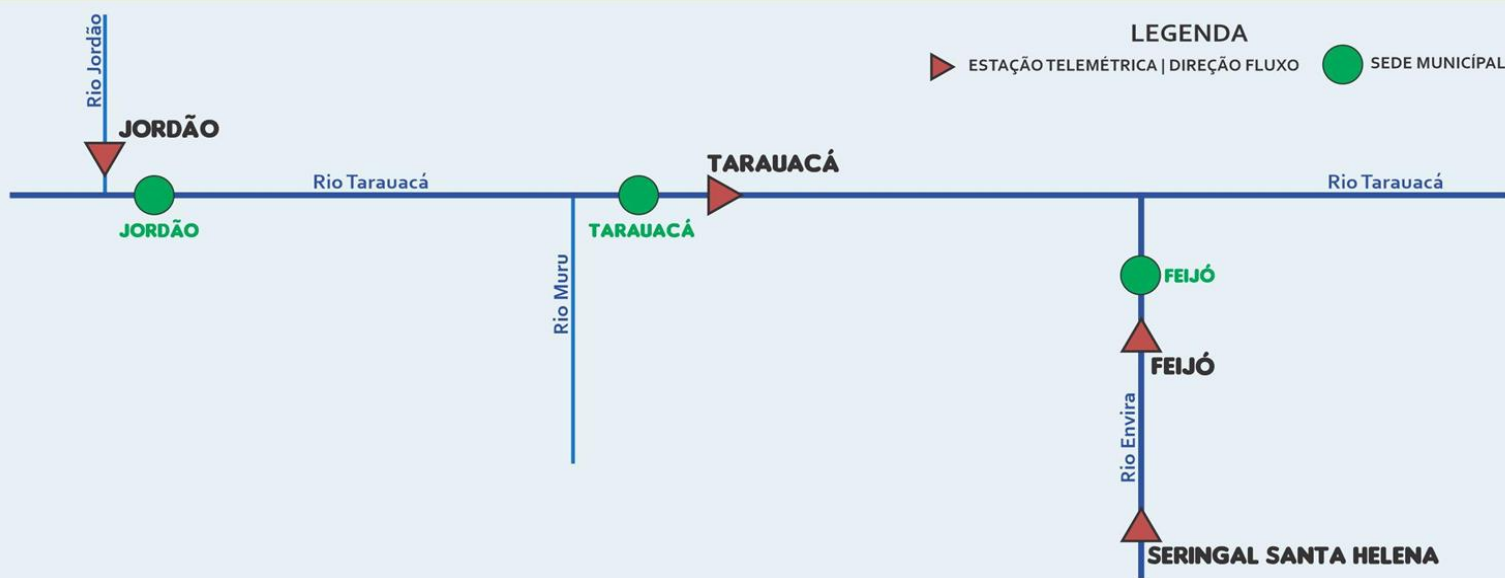 LEGENDA
ESTAÇÃO TELEMÉTRICA | DIREÇÃO FLUXO
SEDE MUNICÍPAL
Rio Jordão
JORDÃO
JORDÃO
Rio Tarauacá
Rio Muru
TARAUACÁ
TARAUACÁ
Rio Tarauacá
FEIJÓ
FEIJÓ
Rio Envira
SERINGAL SANTA HELENA